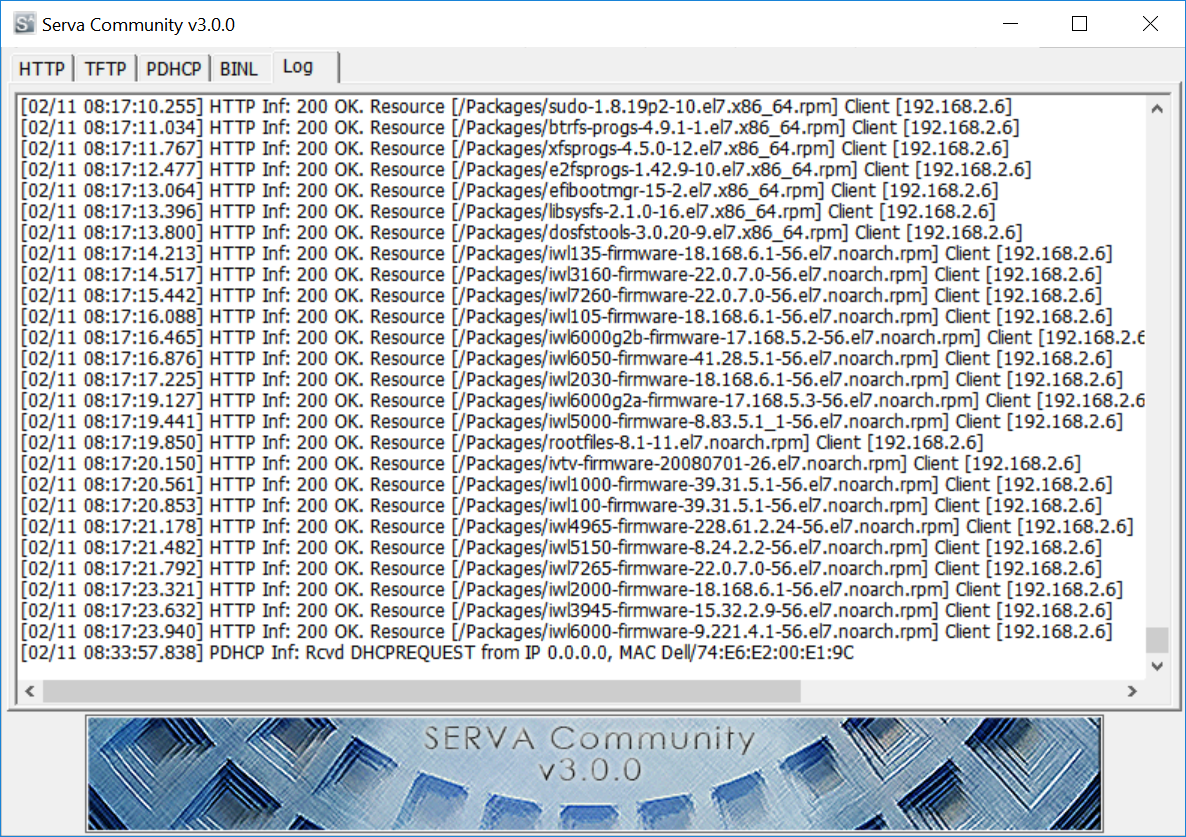 Serva Community v3.0.0
HTTP TFTP PDHCP BINL Log
[02/11 08:17:10.255] HTTP Inf: 200 OK. Resource [/Packages/sudo-1.8.19p2-10.el7.x86_64.rpm] Client [192.168.2.6]
[02/11 08:17:11.034] HTTP Inf: 200 OK. Resource [/Packages/btrfs-progs-4.9.1-1.el7.x86_64.rpm] Client [192.168.2.6]
[02/11 08:17:11.767] HTTP Inf: 200 OK. Resource [/Packages/xfsprogs-4.5.0-12.el7.x86_64.rpm] Client [192.168.2.6]
[02/11 08:17:12.477] HTTP Inf: 200 OK. Resource [/Packages/e2fsprogs-1.42.9-10.el7.x86_64.rpm] Client [192.168.2.6]
[02/11 08:17:13.064] HTTP Inf: 200 OK. Resource [/Packages/efibootmgr-15-2.el7.x86_64.rpm] Client [192.168.2.6]
[02/11 08:17:13.396] HTTP Inf: 200 OK. Resource [/Packages/libsysfs-2.1.0-16.el7.x86_64.rpm] Client [192.168.2.6]
[02/11 08:17:13.800] HTTP Inf: 200 OK. Resource [/Packages/dosfstools-3.0.20-9.el7.x86_64.rpm] Client [192.168.2.6]
[02/11 08:17:14.213] HTTP Inf: 200 OK. Resource [/Packages/iwl135-firmware-18.168.6.1-56.el7.noarch.rpm] Client [192.168.2.6]
[02/11 08:17:14.517] HTTP Inf: 200 OK. Resource [/Packages/iwl3160-firmware-22.0.7.0-56.el7.noarch.rpm] Client [192.168.2.6]
[02/11 08:17:15.442] HTTP Inf: 200 OK. Resource [/Packages/iwl7260-firmware-22.0.7.0-56.el7.noarch.rpm] Client [192.168.2.6]
[02/11 08:17:16.088] HTTP Inf: 200 OK. Resource [/Packages/iwl105-firmware-18.168.6.1-56.el7.noarch.rpm] Client [192.168.2.6]
[02/11 08:17:16.465] HTTP Inf: 200 OK. Resource [/Packages/iwl6000g2b-firmware-17.168.5.2-56.el7.noarch.rpm] Client [192.168.2.6
[02/11 08:17:16.876] HTTP Inf: 200 OK. Resource [/Packages/iwl6050-firmware-41.28.5.1-56.el7.noarch.rpm] Client [192.168.2.6]
[02/11 08:17:17.225] HTTP Inf: 200 OK. Resource [/Packages/iwl2030-firmware-18.168.6.1-56.el7.noarch.rpm] Client [192.168.2.6]
[02/11 08:17:19.127] HTTP Inf: 200 OK. Resource [/Packages/iwl6000g2a-firmware-17.168.5.3-56.el7.noarch.rpm] Client [192.168.2.6
[02/11 08:17:19.441] HTTP Inf: 200 OK. Resource [/Packages/iwl5000-firmware-8.83.5.1_1-56.el7.noarch.rpm] Client [192.168.2.6]
[02/11 08:17:19.850] HTTP Inf: 200 OK. Resource [/Packages/rootfiles-8.1-11.el7.noarch.rpm] Client [192.168.2.6]
[02/11 08:17:20.150] HTTP Inf: 200 OK. Resource [/Packages/ivtv-firmware-20080701-26.el7.noarch.rpm] Client [192.168.2.6]
[02/11 08:17:20.561] HTTP Inf: 200 OK. Resource [/Packages/iwl1000-firmware-39.31.5.1-56.el7.noarch.rpm] Client [192.168.2.6]
[02/11 08:17:20.853] HTTP Inf: 200 OK. Resource [/Packages/iwl100-firmware-39.31.5.1-56.el7.noarch.rpm] Client [192.168.2.6]
[02/11 08:17:21.178] HTTP Inf: 200 OK. Resource [/Packages/iwl4965-firmware-228.61.2.24-56.el7.noarch.rpm] Client [192.168.2.6]
[02/11 08:17:21.482] HTTP Inf: 200 OK. Resource [/Packages/iwl5150-firmware-8.24.2.2-56.el7.noarch.rpm] Client [192.168.2.6]
[02/11 08:17:21.792] HTTP Inf: 200 OK. Resource [/Packages/iwl7265-firmware-22.0.7.0-56.el7.noarch.rpm] Client [192.168.2.6]
[02/11 08:17:23.321] HTTP Inf: 200 OK. Resource [/Packages/iwl2000-firmware-18.168.6.1-56.el7.noarch.rpm] Client [192.168.2.6]
[02/11 08:17:23.632] HTTP Inf: 200 OK. Resource [/Packages/iwl3945-firmware-15.32.2.9-56.el7.noarch.rpm] Client [192.168.2.6]
[02/11 08:17:23.940] HTTP Inf: 200 OK. Resource [/Packages/iwl6000-firmware-9.221.4.1-56.el7.noarch.rpm] Client [192.168.2.6]
[02/11 08:33:57.838] PDHCP Inf: Rcvd DHCPREQUEST from IP 0.0.0.0, MAC Dell/74:E6:E2:00:E1:9C
SERVA Community
v3.0.0